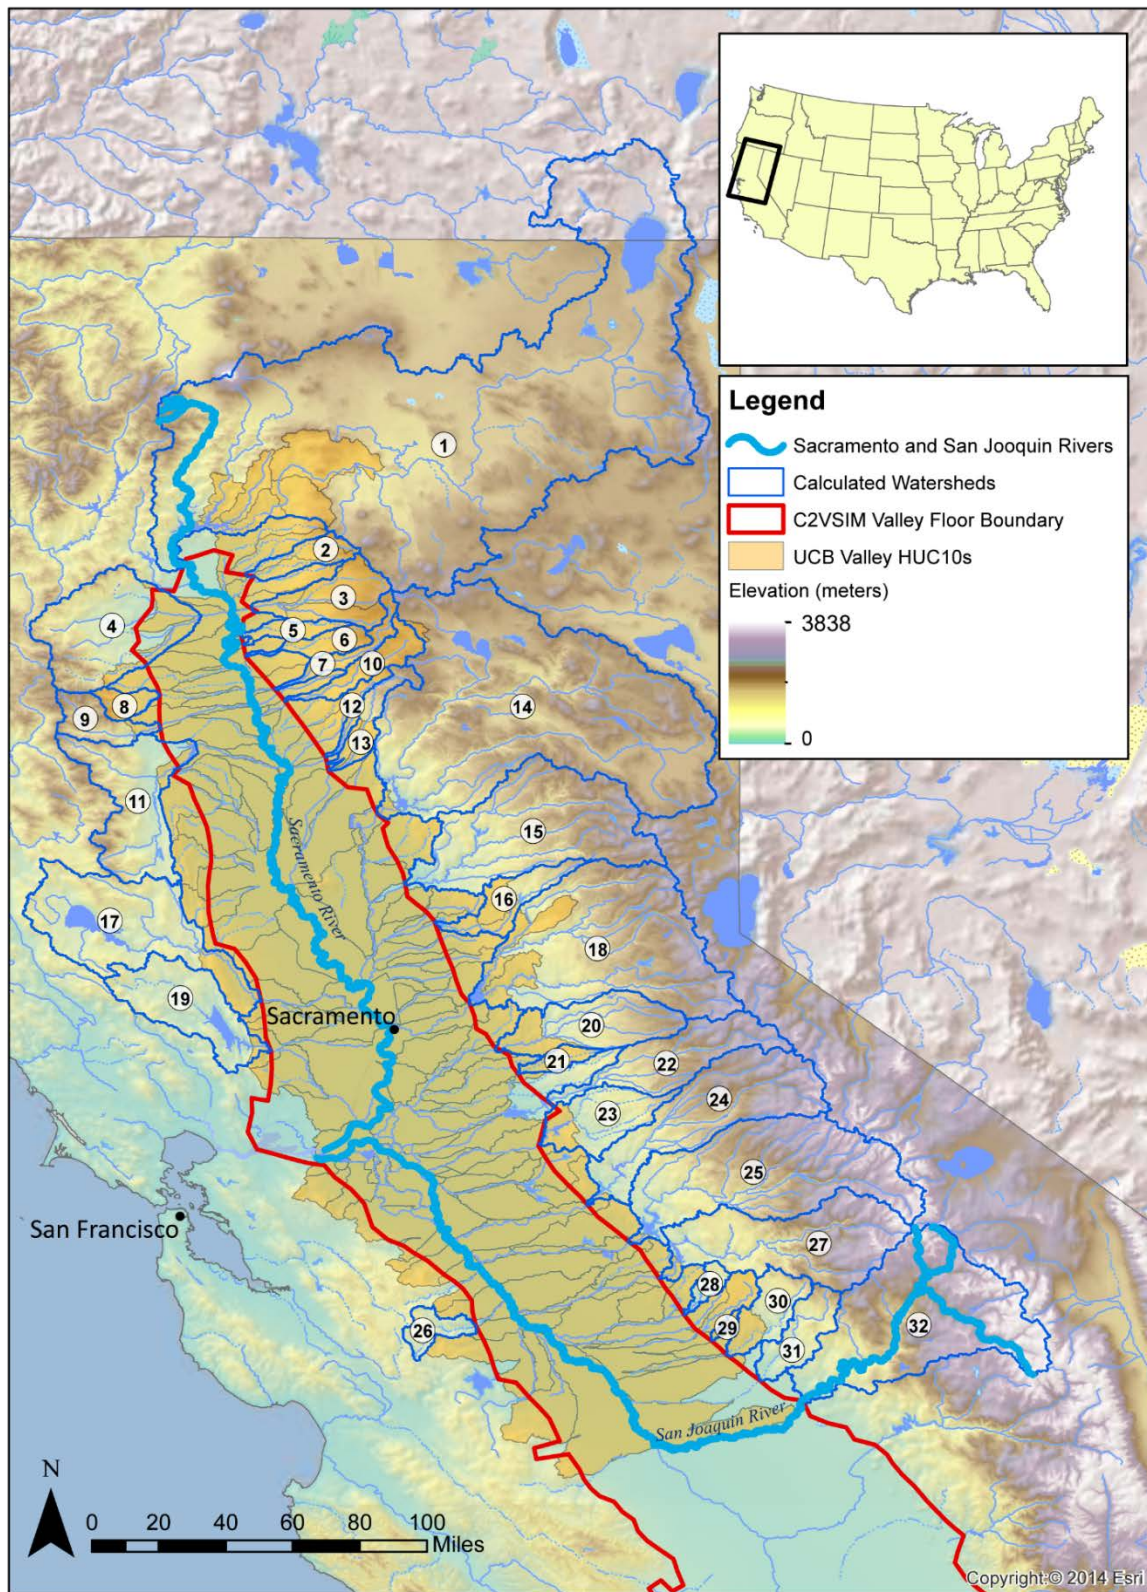 Legend
Sacramento and San Jooquin Rivers
Calculated Watersheds
C2VSIM Valley Floor Boundary
UCB Valley HUC10s
Elevation (meters)
3838
0
1
2
3
4
5
6
7
10
8
9
12
14
13
11
15
16
17
Sacramento River
18
19
Sacramento
20
21
22
23
24
25
San Francisco
27
28
30
26
29
32
31
San Joaquin River
N
0 20 40 60 80 100
Miles
Copyright:© 2014 Esri